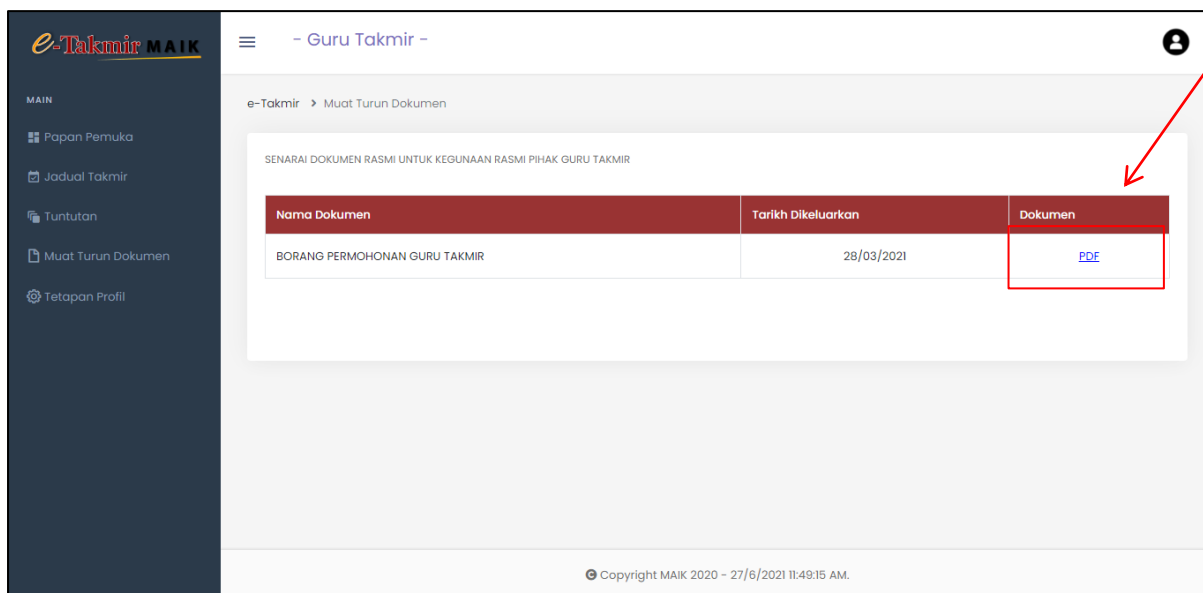 e-Takmir MAIK
- Guru Takmir -
MAIN
Papan Pemuka
Jadual Takmir
Tuntutan
Muat Turun Dokumen
Tetapan Profil
e-Takmir > Muat Turun Dokumen
SENARAI DOKUMEN RASMI UNTUK KEGUNAAN RASMI PIHAK GURU TAKMIR
Nama Dokumen Tarikh Dikeluarkan Dokumen
BORANG PERMOHONAN GURU TAKMIR 28/03/2021 PDF
Copyright MAIK 2020 - 27/6/2021 11:49:15 AM.